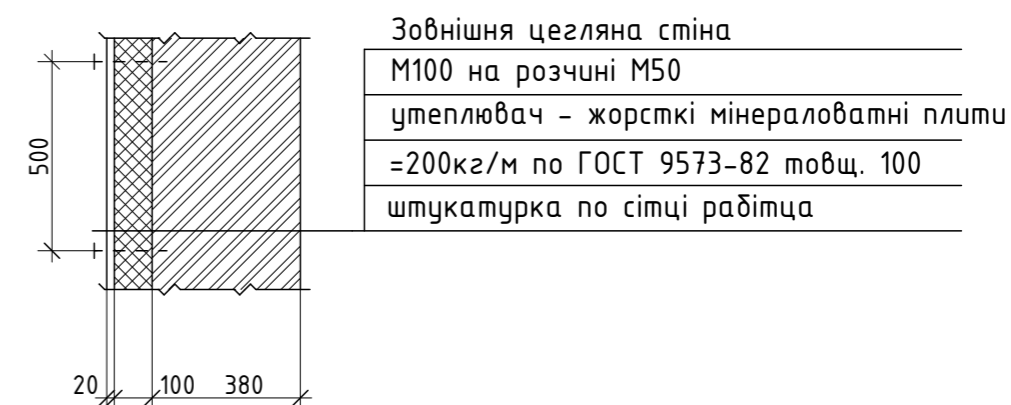 Зовнішня цегляна стіна
М100 на розчині М50
утеплювач - жорсткі мінераловатні плити
=200кг/м по ГОСТ 9573-82 товщ. 100
штукатурка по сітці рабітца
500
20 100 380